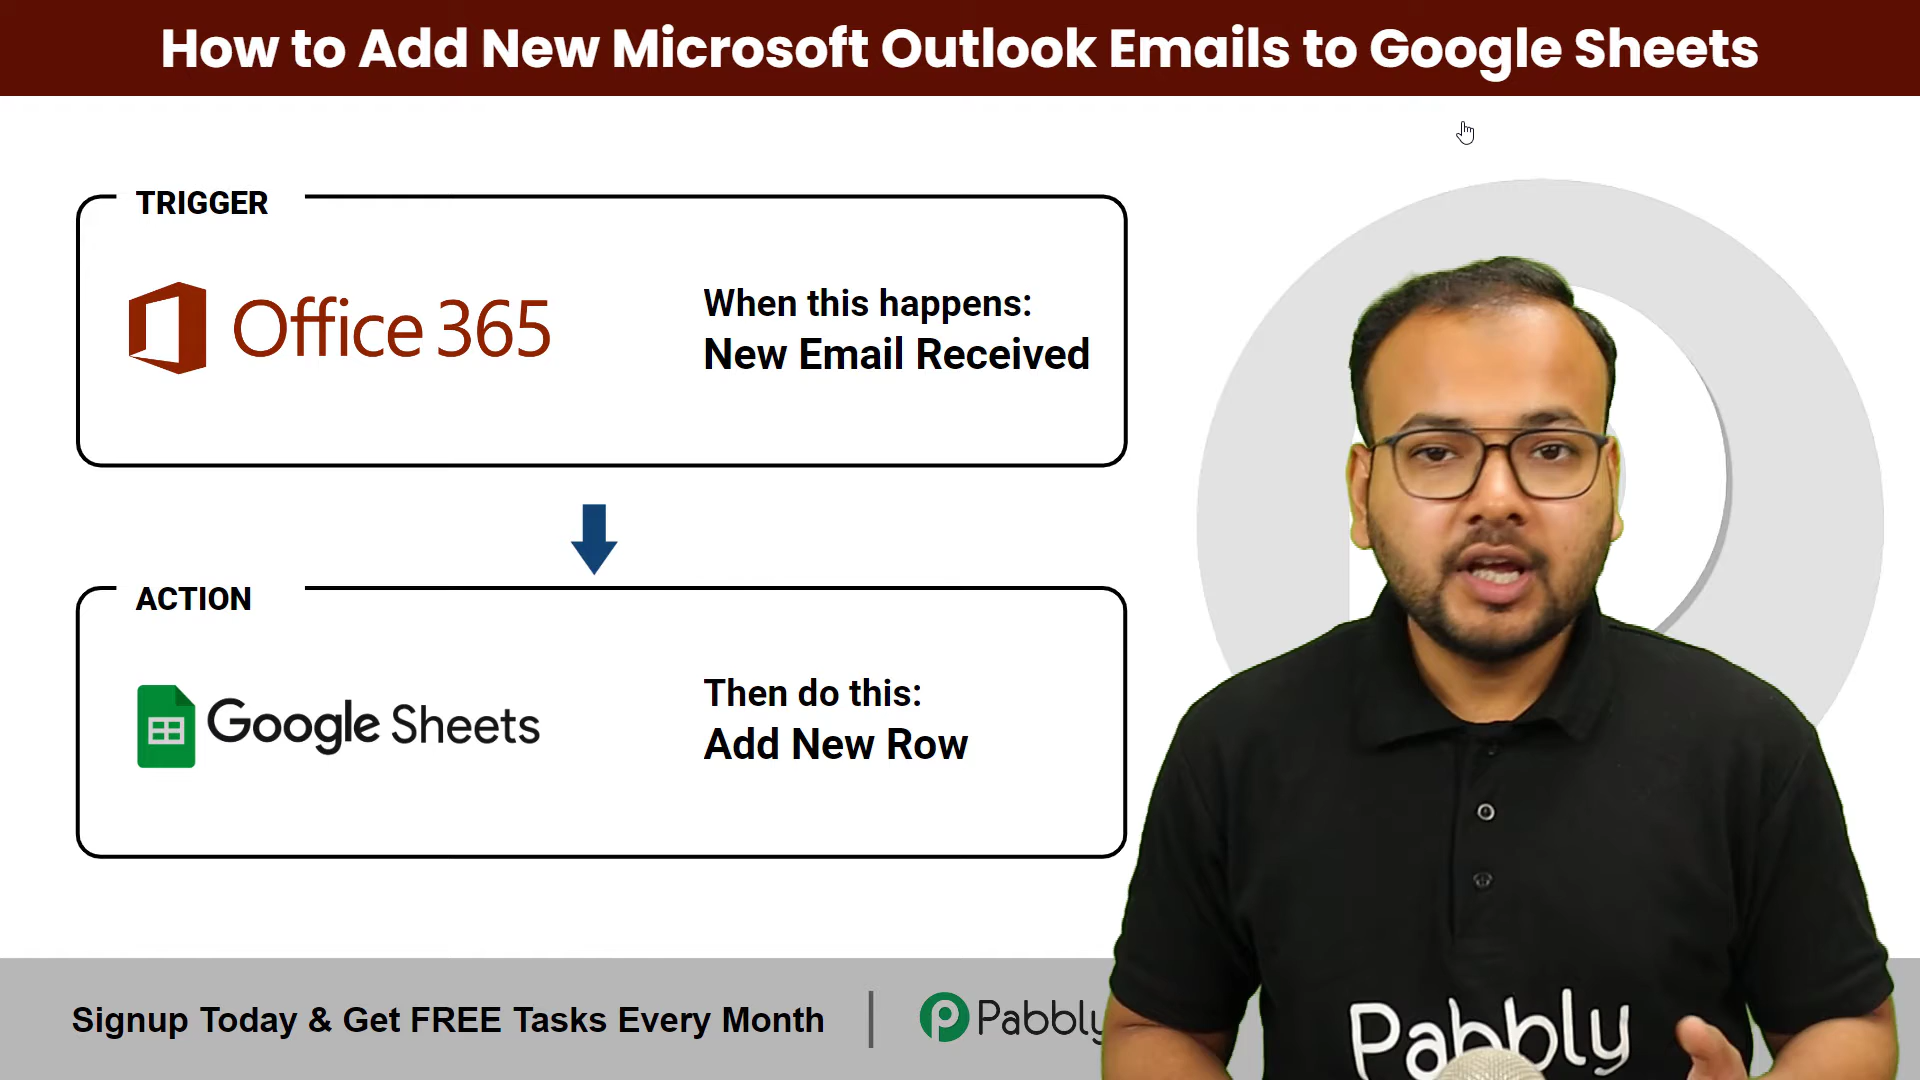 How to Add New Microsoft Outlook Emails to Google Sheets
TRIGGER
Office 365
When this happens:
New Email Received
ACTION
Google Sheets
Then do this:
Add New Row
Signup Today & Get FREE Tasks Every Month
Pabbly
Pabbly